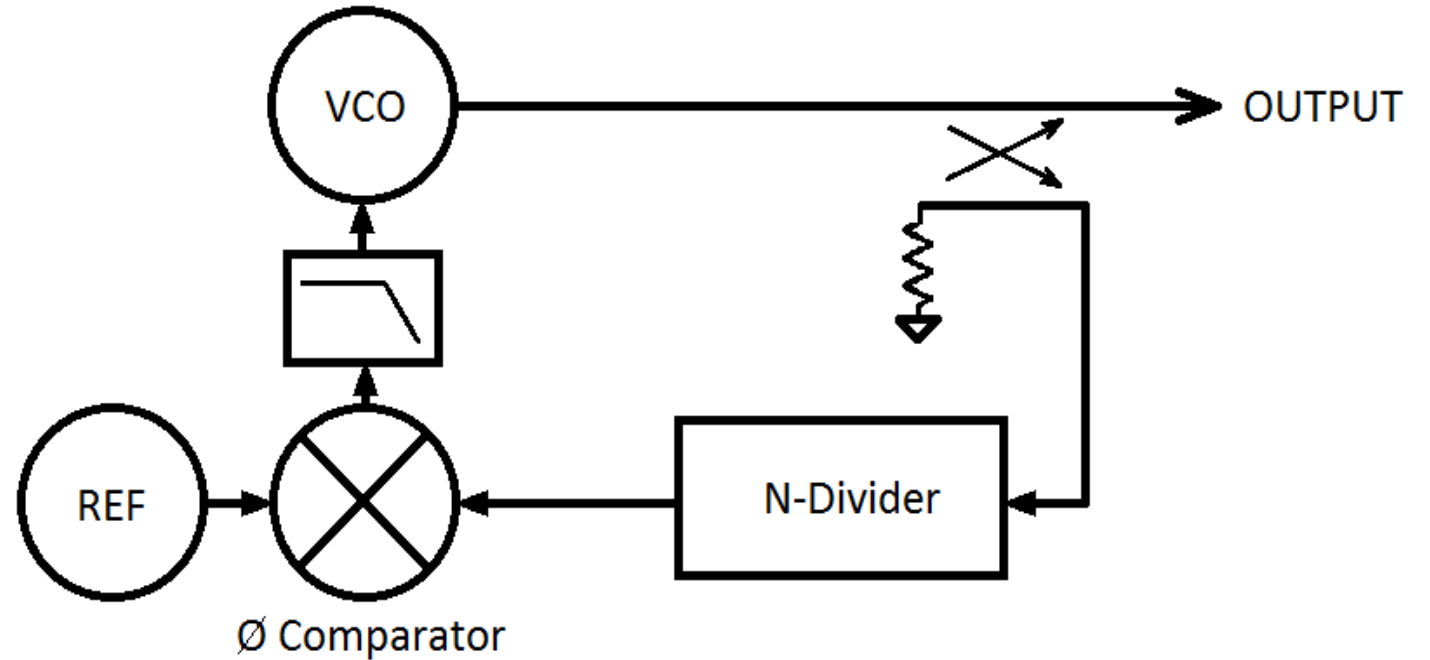 VCO
OUTPUT
REF
N-Divider
Ø Comparator